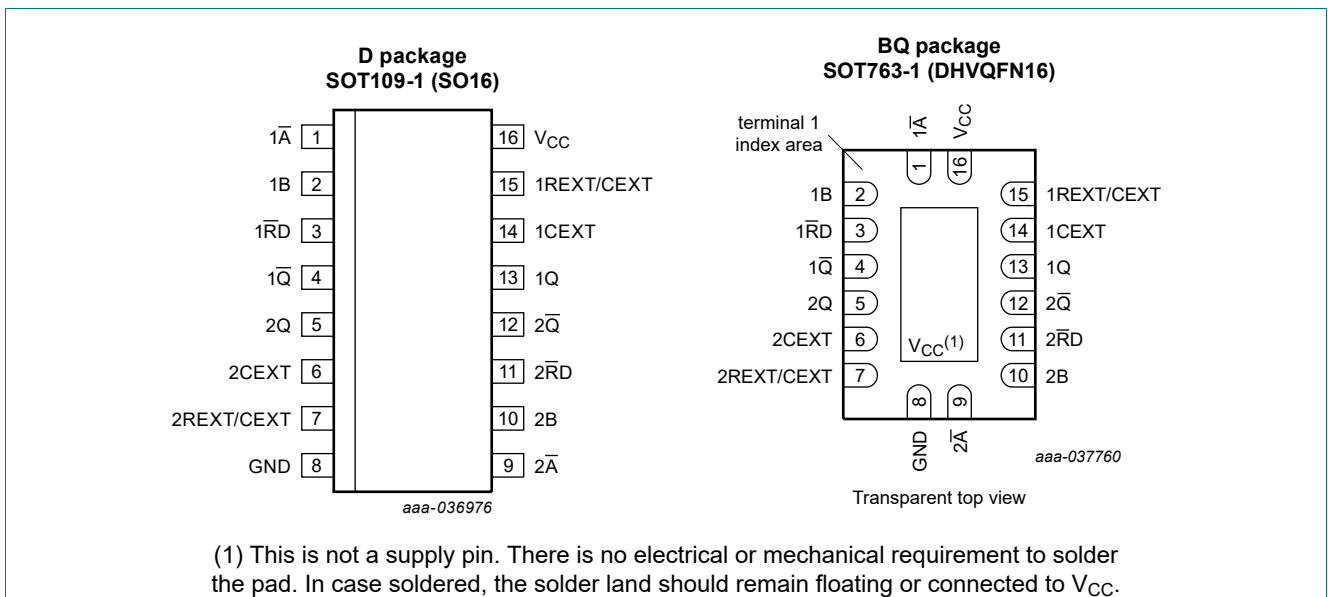 D package
SOT109-1 (SO16)
1A̅ 1
1B 2
1R̅D 3
1Q̅ 4
2Q 5
2CEXT 6
2REXT/CEXT 7
GND 8
16 VCC
15 1REXT/CEXT
14 1CEXT
13 1Q
12 2Q̅
11 2R̅D
10 2B
9 2A̅
aaa-036976
BQ package
SOT763-1 (DHVQFN16)
terminal 1
index area
1A̅ 1
VCC 16
1B 2
1R̅D 3
1Q̅ 4
2Q 5
2CEXT 6
2REXT/CEXT 7
15 1REXT/CEXT
14 1CEXT
13 1Q
12 2Q̅
11 2R̅D
10 2B
VCC(1)
8 GND
9 2A̅
aaa-037760
Transparent top view
(1) This is not a supply pin. There is no electrical or mechanical requirement to solder
the pad. In case soldered, the solder land should remain floating or connected to VCC.